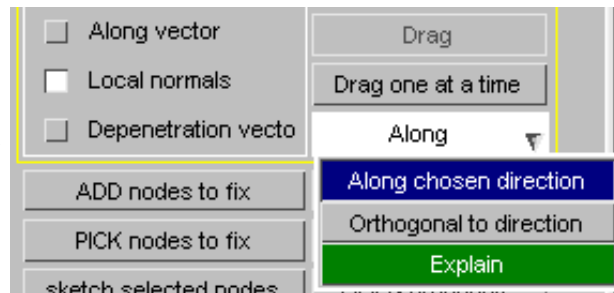 Along vector
Drag
Local normals
Drag one at a time
Depenetration vecto
Along
ADD nodes to fix
Along chosen direction
Orthogonal to direction
PICK nodes to fix
Explain
sketch selected nodes